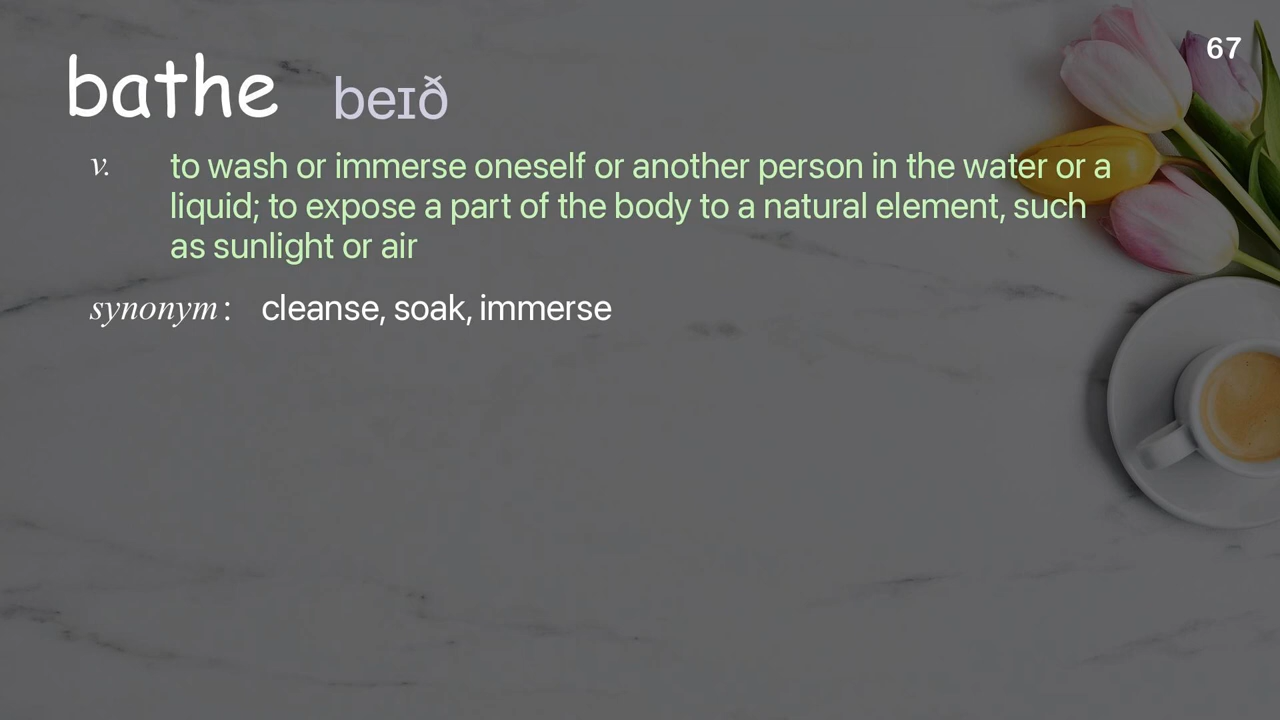 67
bathe beɪð
v. to wash or immerse oneself or another person in the water or a
liquid; to expose a part of the body to a natural element, such
as sunlight or air
synonym: cleanse, soak, immerse